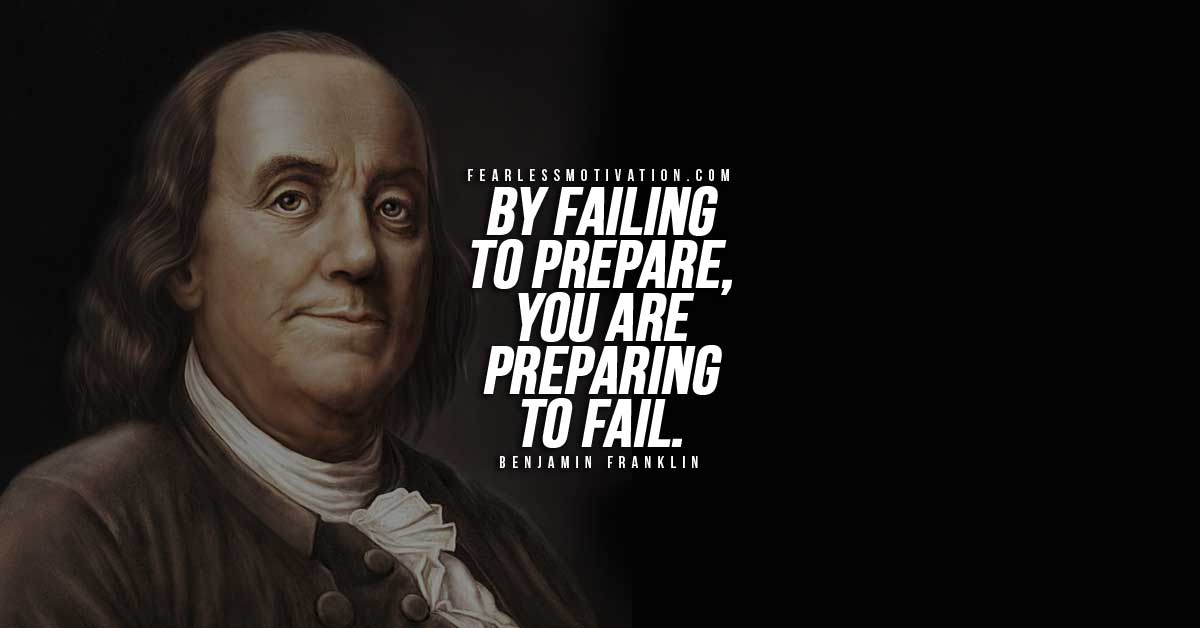 FEARLESSMOTIVATION.COM
BY FAILING
TO PREPARE,
YOU ARE
PREPARING
TO FAIL.
BENJAMIN FRANKLIN